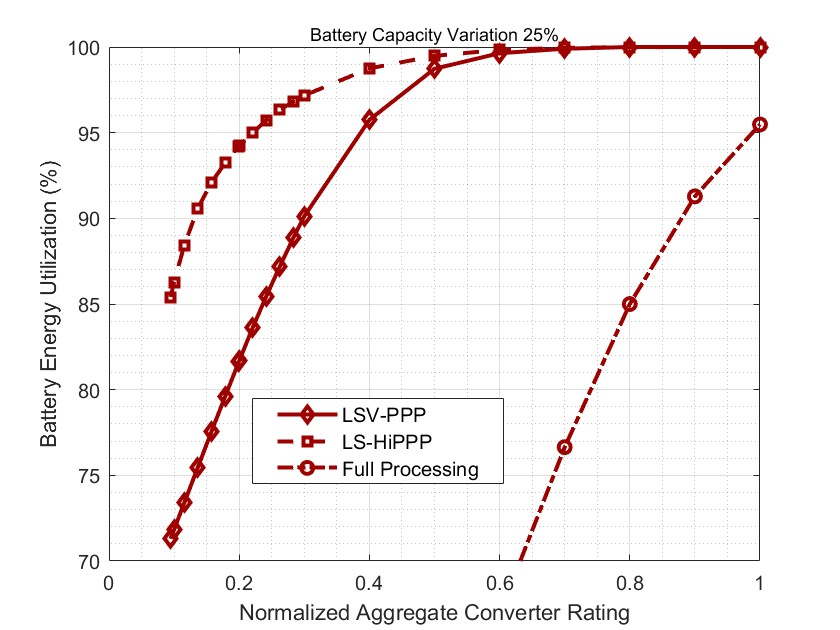 Battery Capacity Variation 25%
100
95
90
85
80
75
70
Battery Energy Utilization (%)
LSV-PPP
LS-HiPPP
Full Processing
0
0.2
0.4
0.6
0.8
1
Normalized Aggregate Converter Rating